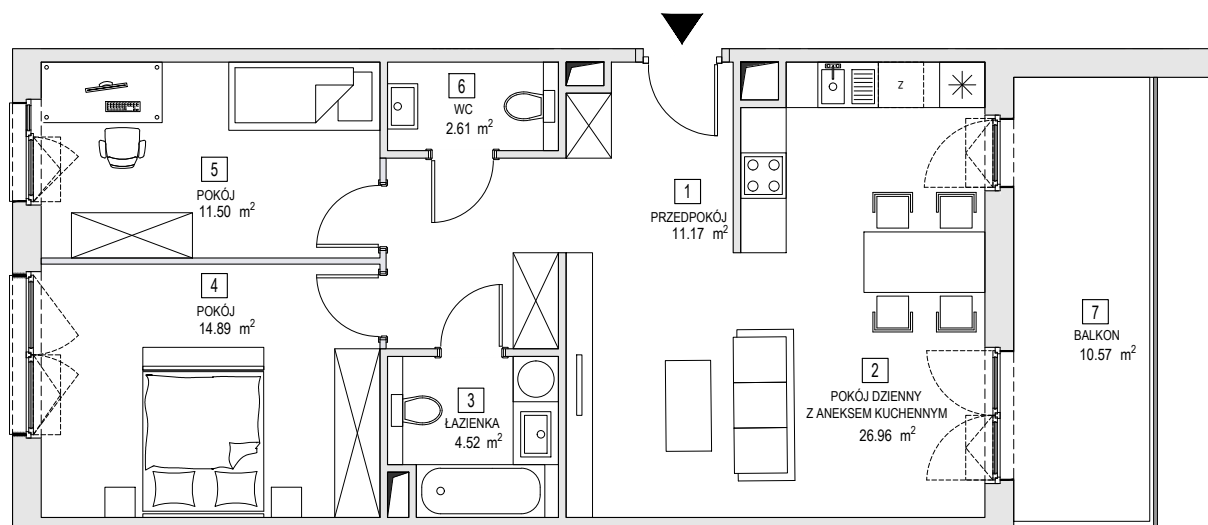 6
WC
2.61 m²
Z
5
POKÓJ
11.50 m²
1
PRZEDPOKÓJ
11.17 m²
4
POKÓJ
14.89 m²
7
BALKON
10.57 m²
3
ŁAZIENKA
4.52 m²
2
POKÓJ DZIENNY
Z ANEKSEM KUCHENNYM
26.96 m²